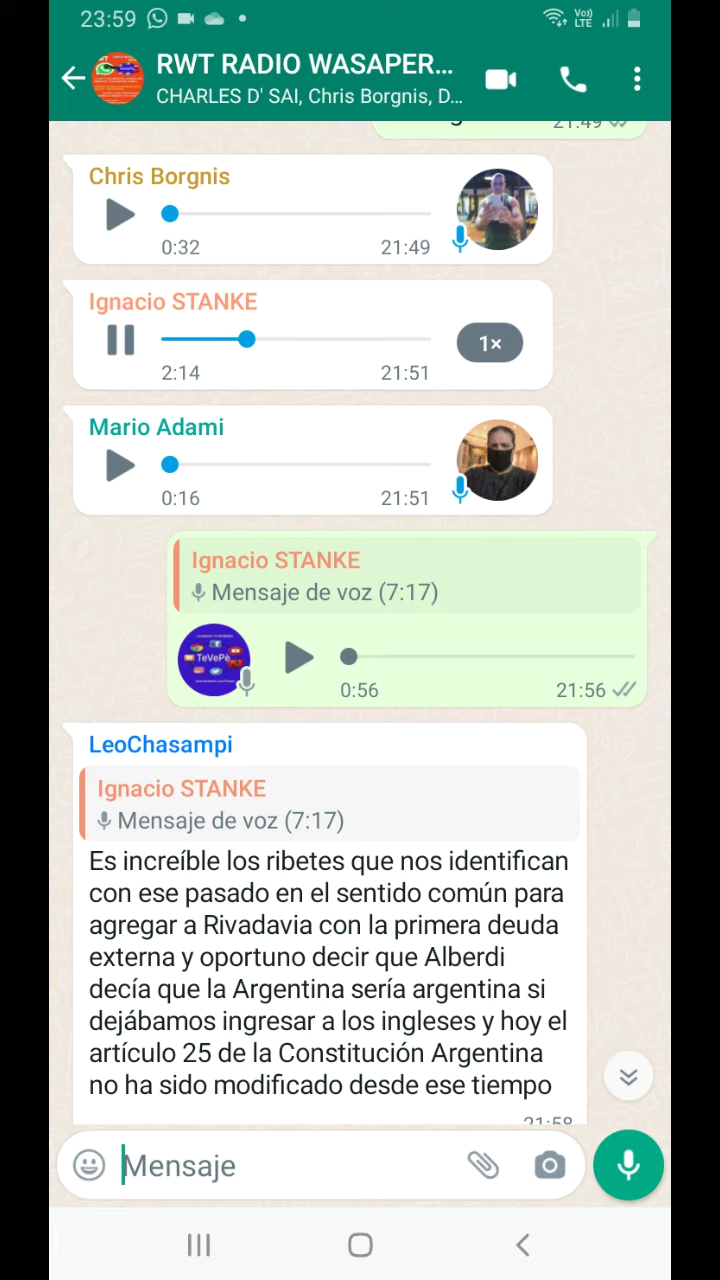 23:59
Vo))
LTE
RWT RADIO WASAPER...
CHARLES D' SAI, Chris Borgnis, D...
21:49
Chris Borgnis
0:32 21:49
Ignacio STANKE
1×
2:14 21:51
Mario Adami
0:16 21:51
Ignacio STANKE
Mensaje de voz (7:17)
TeVePè
0:56 21:56
LeoChasampi
Ignacio STANKE
Mensaje de voz (7:17)
Es increíble los ribetes que nos identifican
con ese pasado en el sentido común para
agregar a Rivadavia con la primera deuda
externa y oportuno decir que Alberdi
decía que la Argentina sería argentina si
dejábamos ingresar a los ingleses y hoy el
artículo 25 de la Constitución Argentina
no ha sido modificado desde ese tiempo
21:58
Mensaje